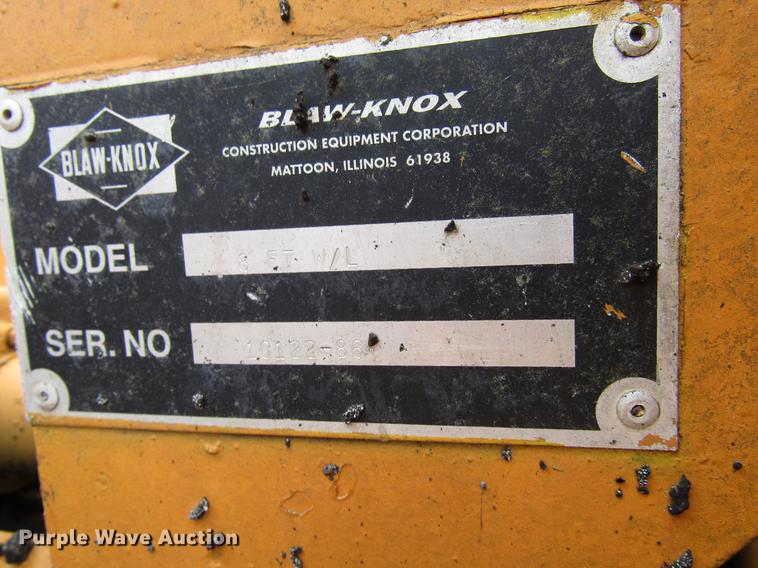 BLAW-KNOX
BLAW-KNOX
CONSTRUCTION EQUIPMENT CORPORATION
MATTOON, ILLINOIS 61938
MODEL 8 FT W/L
SER. NO 10122-86
Purple Wave Auction